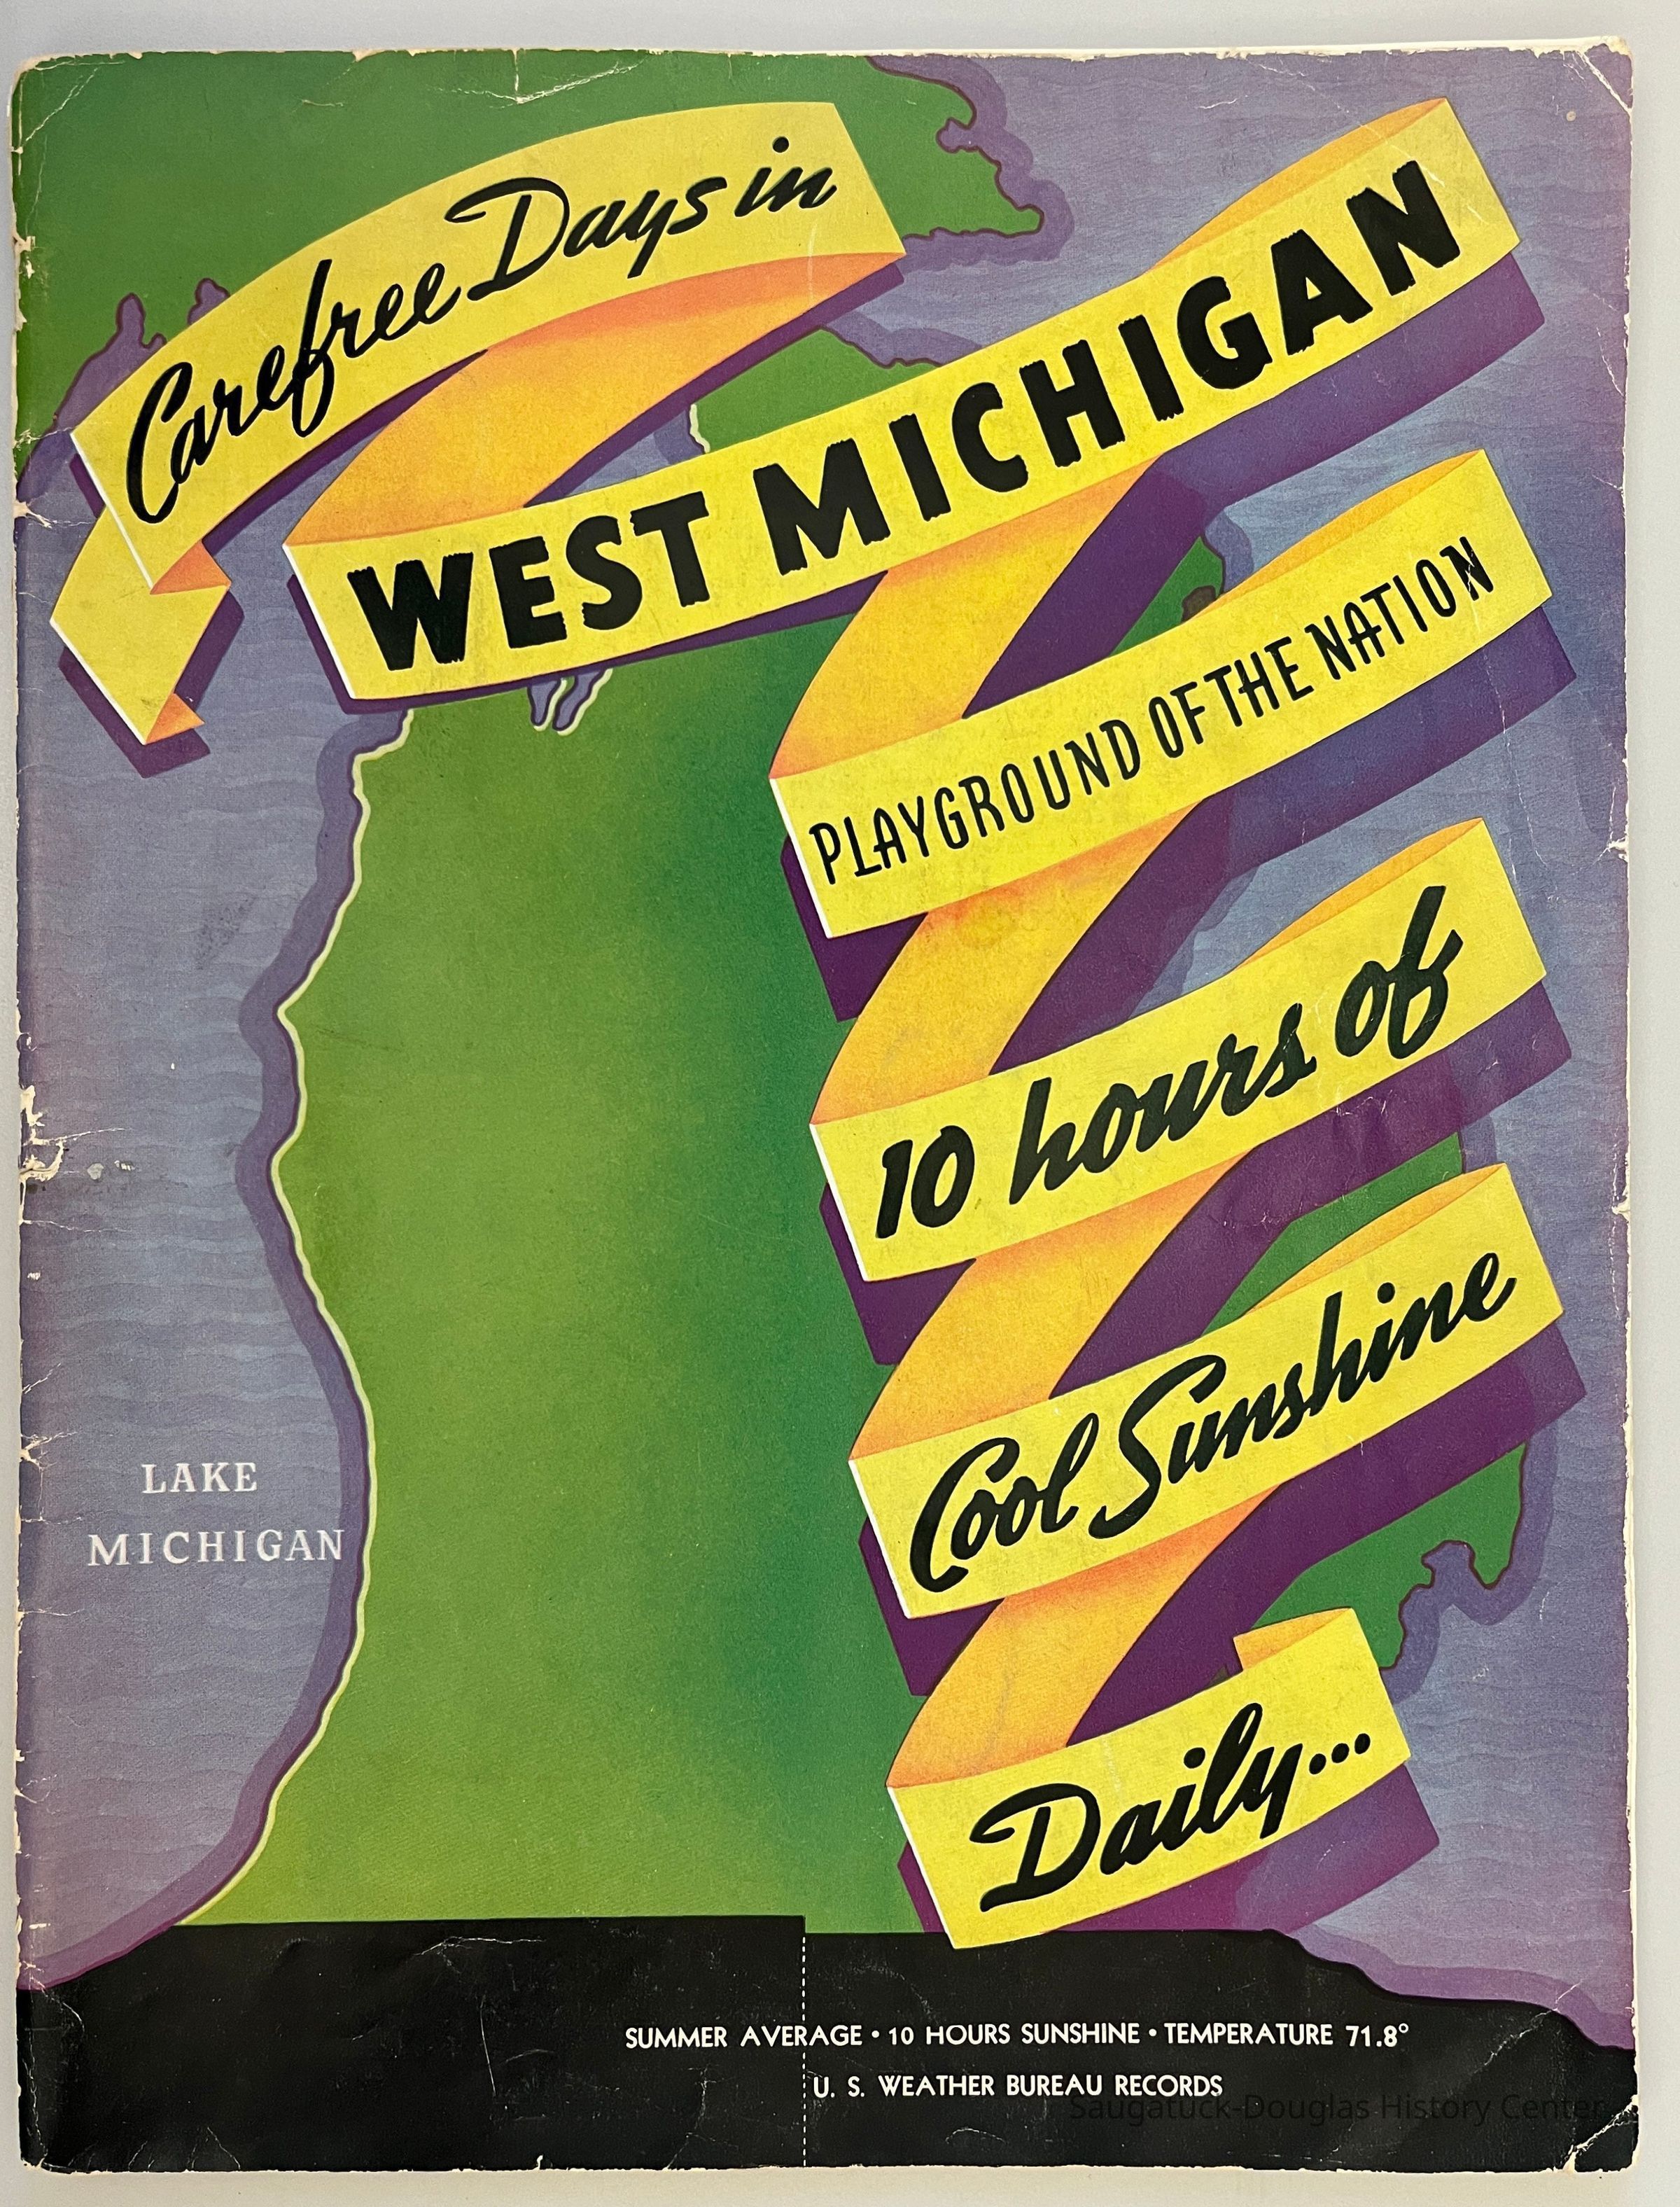 Carefree Days in
WEST MICHIGAN
PLAYGROUND OF THE NATION
10 hours of
Cool Sunshine
Daily...
LAKE
MICHIGAN
SUMMER AVERAGE • 10 HOURS SUNSHINE • TEMPERATURE 71.8°
U. S. WEATHER BUREAU RECORDS
Saugatuck-Douglas History Center